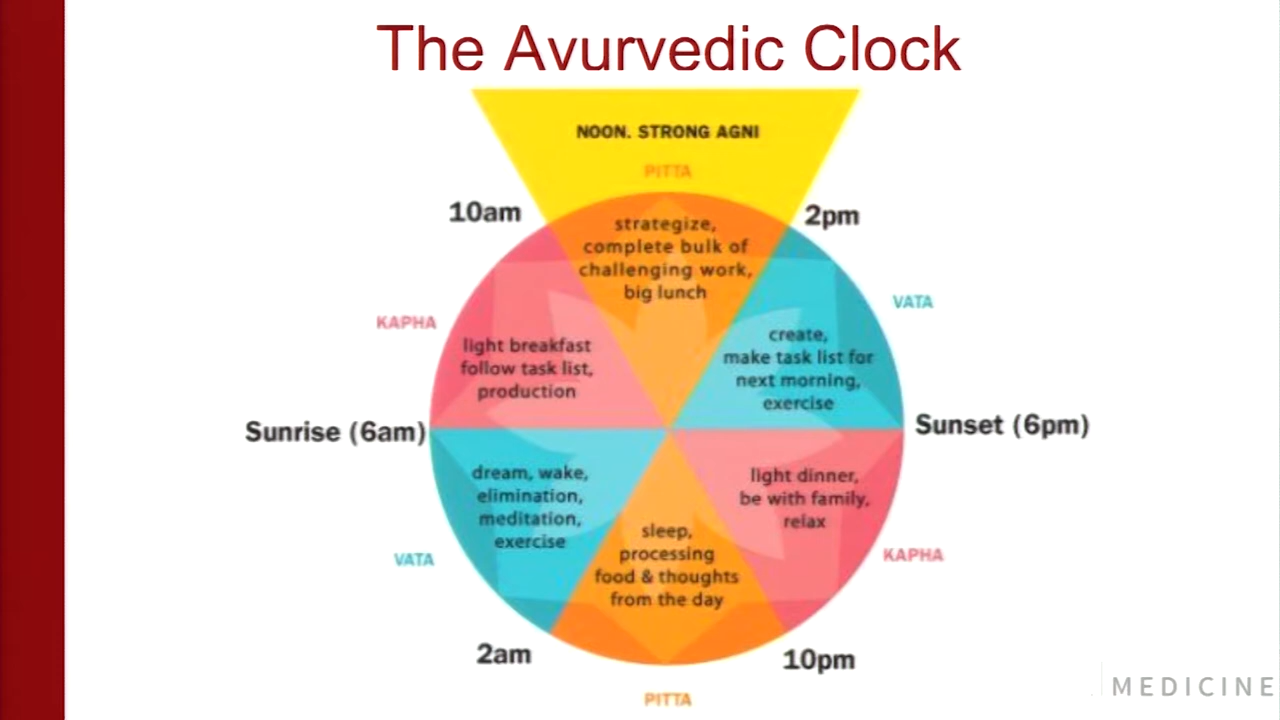 The Ayurvedic Clock
NOON. STRONG AGNI
PITTA
10am
2pm
strategize,
complete bulk of
challenging work,
big lunch
VATA
KAPHA
create,
make task list for
next morning,
exercise
light breakfast
follow task list,
production
Sunrise (6am)
Sunset (6pm)
dream, wake,
elimination,
meditation,
exercise
light dinner,
be with family,
relax
sleep,
processing
food & thoughts
from the day
VATA
KAPHA
2am
10pm
PITTA
MEDICINE